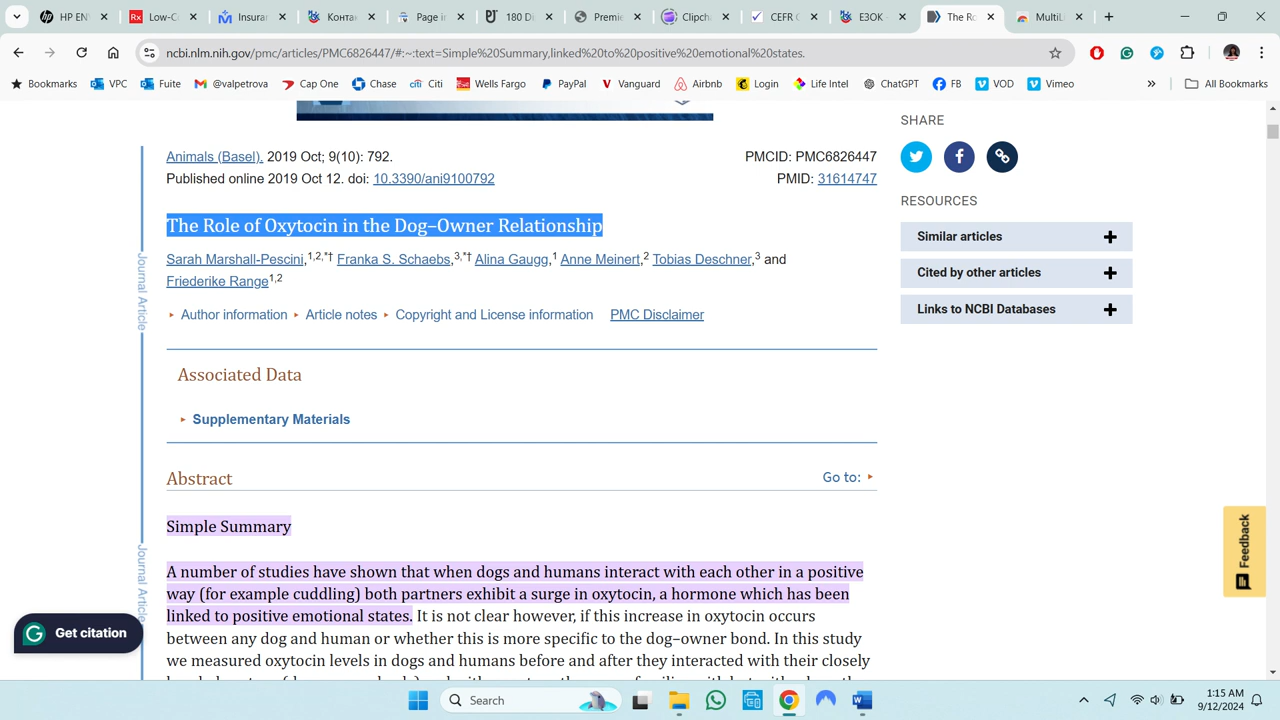 HP EN
Low-C
Insur
Конта
Page i
180 D
Premi
Clipch
CEFR
ЕЗОК
The Ro
MultiL
ncbi.nlm.nih.gov/pmc/articles/PMC6826447/#:~:text=Simple%20Summary,linked%20to%20positive%20emotional%20states.
Bookmarks VPC Fuite @valpetrova Cap One Chase Citi Wells Fargo PayPal Vanguard Airbnb Login Life Intel ChatGPT FB VOD Vimeo » All Bookmarks
SHARE
Animals (Basel). 2019 Oct; 9(10): 792. PMCID: PMC6826447
Published online 2019 Oct 12. doi: 10.3390/ani9100792 PMID: 31614747
RESOURCES
The Role of Oxytocin in the Dog–Owner Relationship
Similar articles
Sarah Marshall-Pescini,1,2,*† Franka S. Schaebs,3,*† Alina Gaugg,1 Anne Meinert,2 Tobias Deschner,3 and
Friederike Range1,2
Cited by other articles
Author information Article notes Copyright and License information PMC Disclaimer
Links to NCBI Databases
Journal Article
Associated Data
Supplementary Materials
Abstract Go to:
Simple Summary
Journal Article
Feedback
A number of studies have shown that when dogs and humans interact with each other in a positive
way (for example cuddling) both partners exhibit a surge in oxytocin, a hormone which has been
linked to positive emotional states. It is not clear however, if this increase in oxytocin occurs
between any dog and human or whether this is more specific to the dog–owner bond. In this study
we measured oxytocin levels in dogs and humans before and after they interacted with their closely
Get citation
Search
1:15 AM
9/12/2024